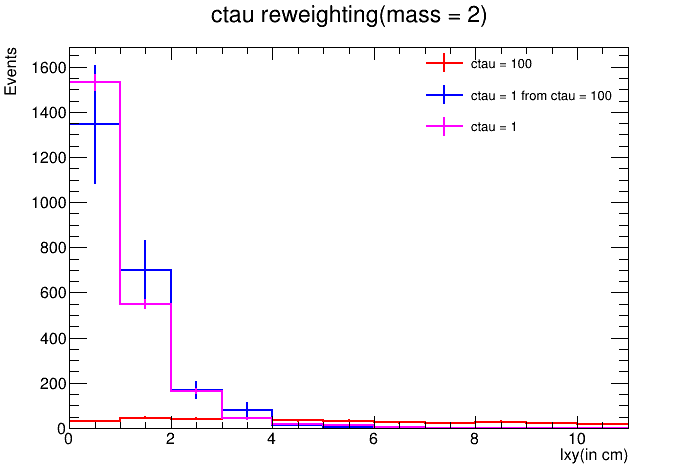 ctau reweighting(mass = 2)
Events
1600
1400
1200
1000
800
600
400
200
0
ctau = 100
ctau = 1 from ctau = 100
ctau = 1
0 2 4 6 8 10
lxy(in cm)